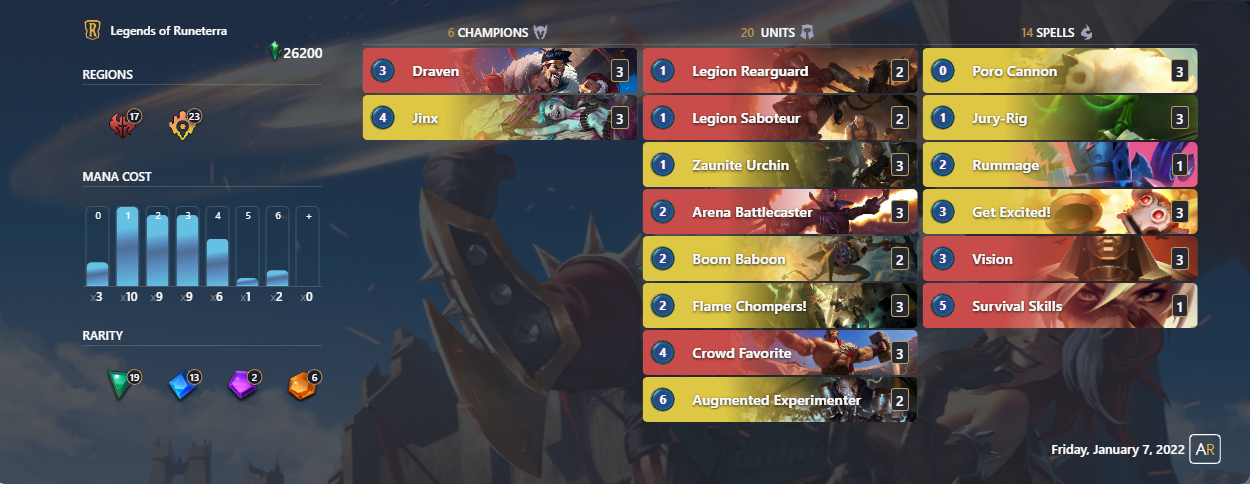 Legends of Runeterra
26200
REGIONS
17
23
MANA COST
0 1 2 3 4 5 6 +
x3 x10 x9 x9 x6 x1 x2 x0
RARITY
19 13 2 6
6 CHAMPIONS
3 Draven 3
4 Jinx 3
20 UNITS
1 Legion Rearguard 2
1 Legion Saboteur 2
1 Zaunite Urchin 3
2 Arena Battlecaster 3
2 Boom Baboon 2
2 Flame Chompers! 3
4 Crowd Favorite 3
6 Augmented Experimenter 2
14 SPELLS
0 Poro Cannon 3
1 Jury-Rig 3
2 Rummage 1
3 Get Excited! 3
3 Vision 3
5 Survival Skills 1
Friday, January 7, 2022 AR